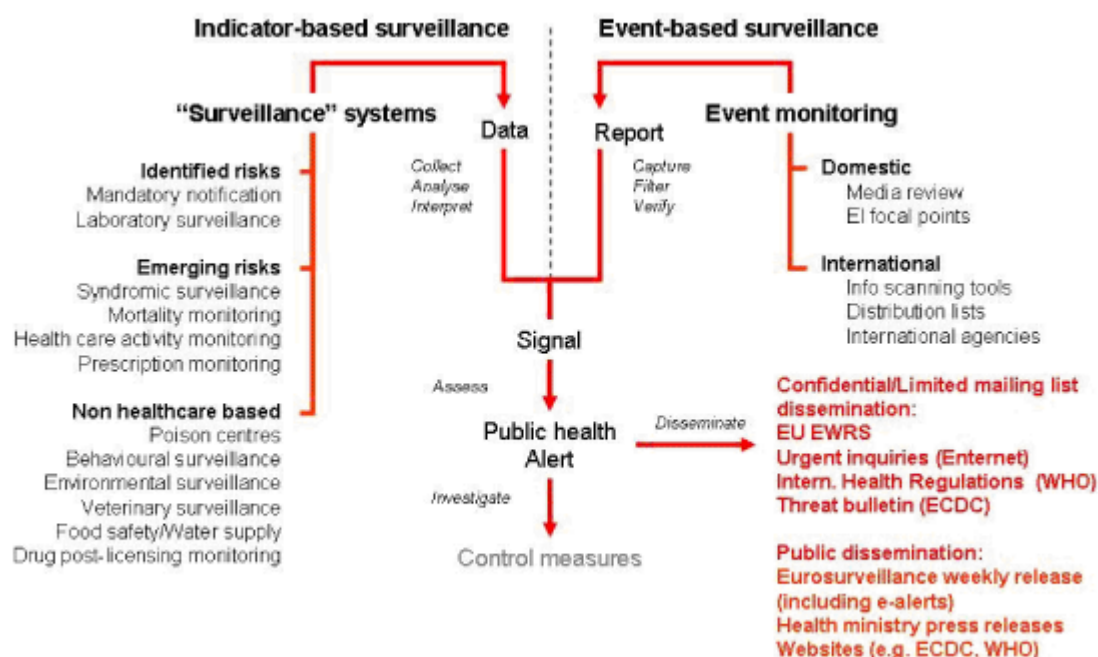 Indicator-based surveillance
Event-based surveillance
“Surveillance” systems
Data
Report
Event monitoring
Collect
Analyse
Interpret
Capture
Filter
Verify
Identified risks
Mandatory notification
Laboratory surveillance
Emerging risks
Syndromic surveillance
Mortality monitoring
Health care activity monitoring
Prescription monitoring
Non healthcare based
Poison centres
Behavioural surveillance
Environmental surveillance
Veterinary surveillance
Food safety/Water supply
Drug post-licensing monitoring
Domestic
Media review
EI focal points
International
Info scanning tools
Distribution lists
International agencies
Signal
Assess
Public health
Alert
Disseminate
Investigate
Control measures
Confidential/Limited mailing list
dissemination:
EU EWRS
Urgent inquiries (Enternet)
Intern. Health Regulations (WHO)
Threat bulletin (ECDC)
Public dissemination:
Eurosurveillance weekly release
(including e-alerts)
Health ministry press releases
Websites (e.g. ECDC, WHO)